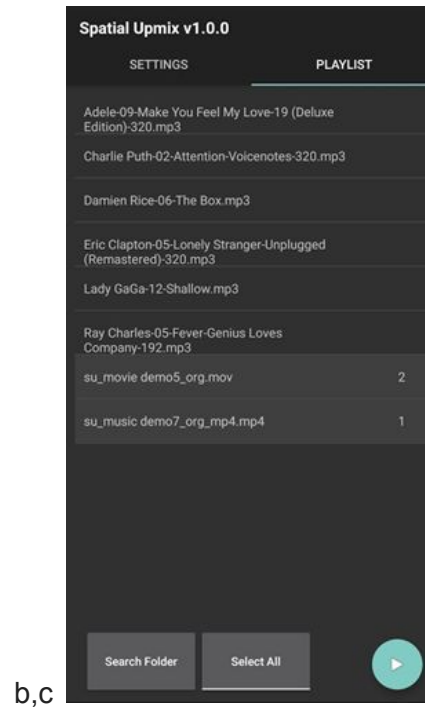 Spatial Upmix v1.0.0
SETTINGS PLAYLIST
Adele-09-Make You Feel My Love-19 (Deluxe
Edition)-320.mp3
Charlie Puth-02-Attention-Voicenotes-320.mp3
Damien Rice-06-The Box.mp3
Eric Clapton-05-Lonely Stranger-Unplugged
(Remastered)-320.mp3
Lady GaGa-12-Shallow.mp3
Ray Charles-05-Fever-Genius Loves
Company-192.mp3
su_movie demo5_org.mov 2
su_music demo7_org_mp4.mp4 1
Search Folder Select All
b,c